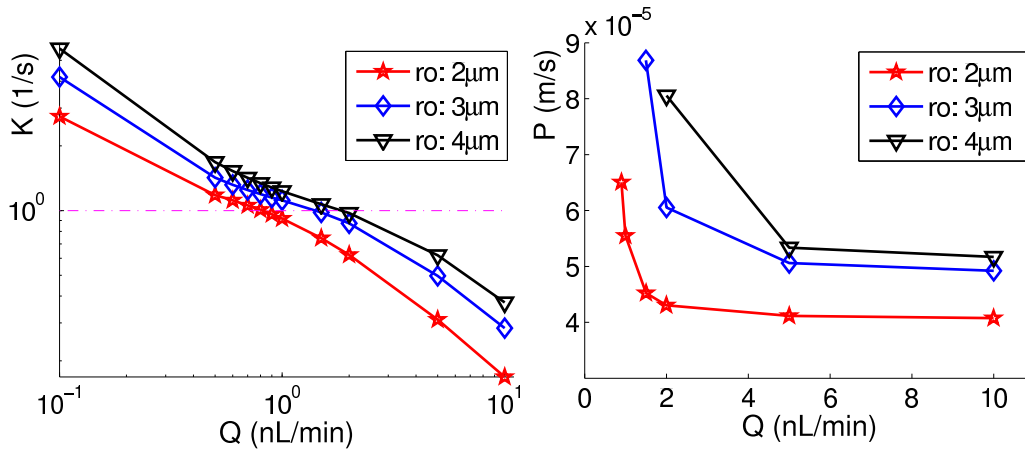 K (1/s)
10⁰
10⁻¹
10⁰
10¹
Q (nL/min)
ro: 2μm
ro: 3μm
ro: 4μm
x 10⁻⁵
P (m/s)
9
8
7
6
5
4
0
2
4
6
8
10
Q (nL/min)
ro: 2μm
ro: 3μm
ro: 4μm